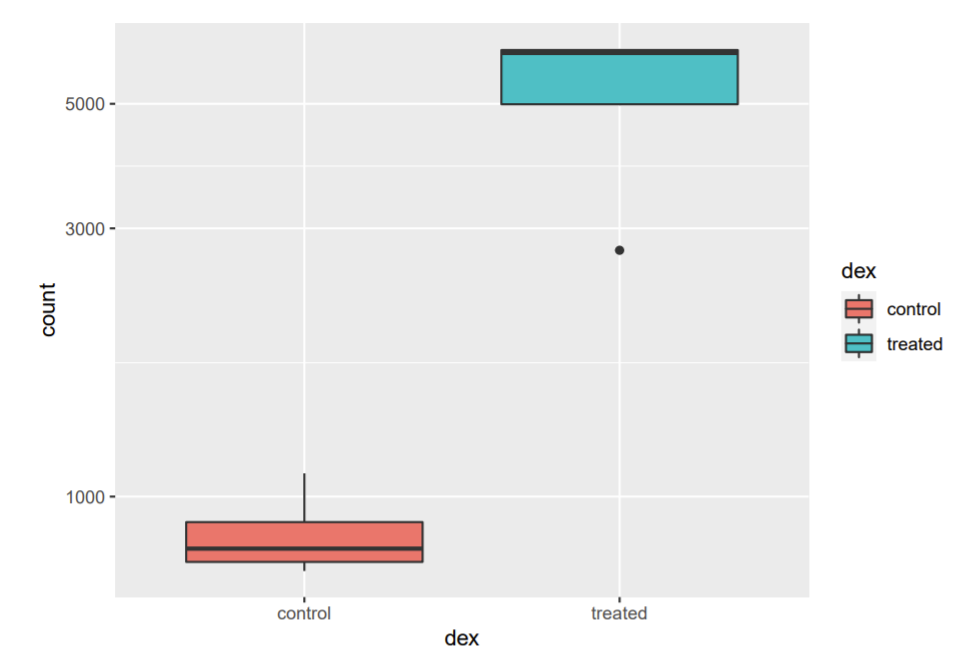 5000
3000
1000
count
control
treated
dex
dex
control
treated